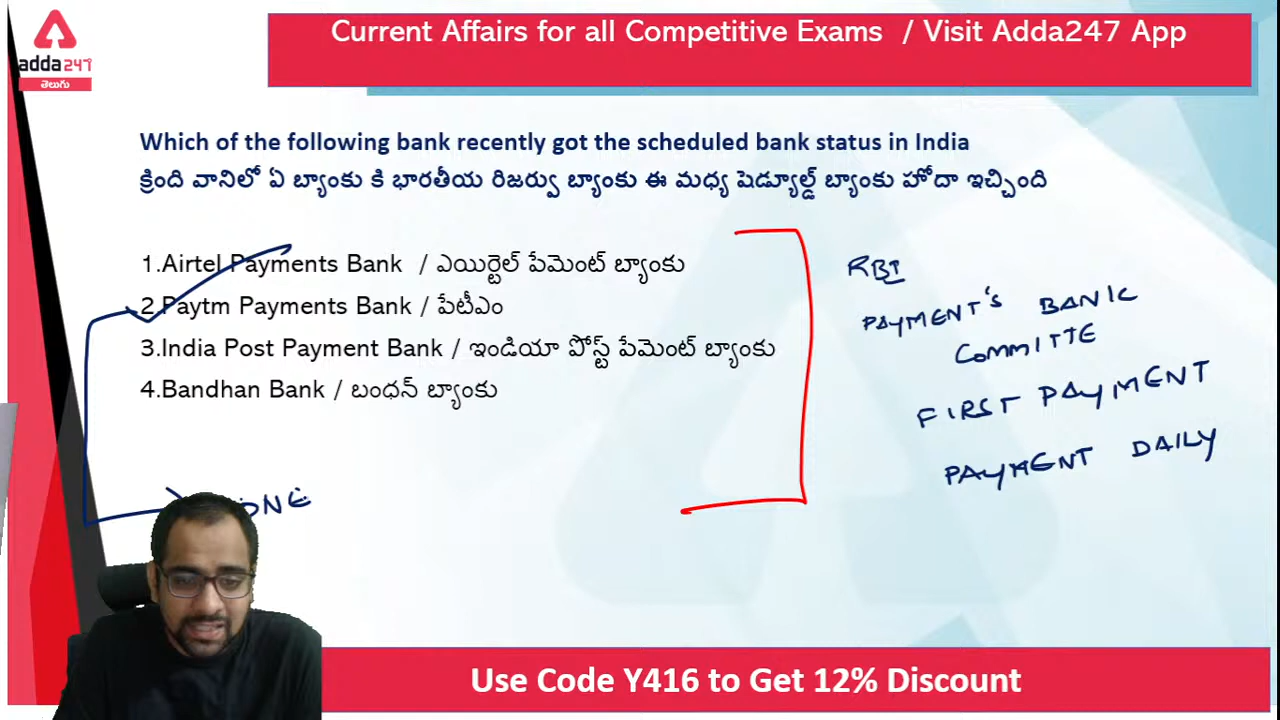 Current Affairs for all Competitive Exams / Visit Adda247 App
adda247
తెలుగు
Which of the following bank recently got the scheduled bank status in India
క్రింది వానిలో ఏ బ్యాంకు కి భారతీయ రిజర్వు బ్యాంకు ఈ మధ్య షెడ్యూల్డ్ బ్యాంకు హోదా ఇచ్చింది
1.Airtel Payments Bank / ఎయిర్టెల్ పేమెంట్ బ్యాంకు
2.Paytm Payments Bank / పేటీఎం
3.India Post Payment Bank / ఇండియా పోస్ట్ పేమెంట్ బ్యాంకు
4.Bandhan Bank / బంధన్ బ్యాంకు
RBI
PAYMENT'S BANK
COMMITTE
FIRST PAYMENT
PAYMENT DAILY
Use Code Y416 to Get 12% Discount